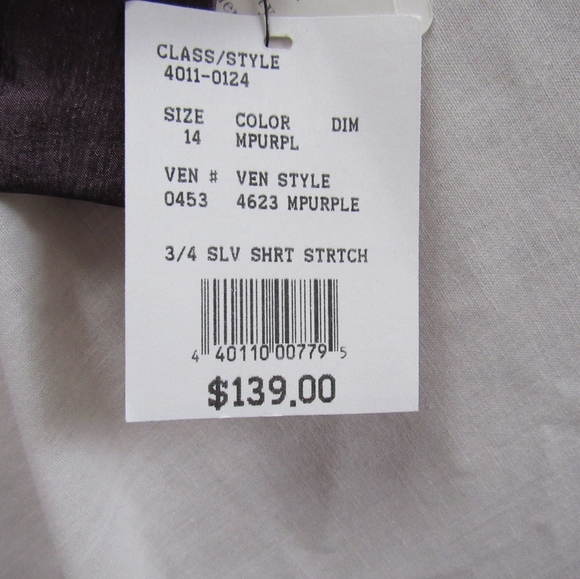 CLASS/STYLE
4011-0124
SIZE COLOR DIM
14 MPURPL
VEN # VEN STYLE
0453 4623 MPURPLE
3/4 SLV SHRT STRTCH
4 40110 00779 5
$139.00